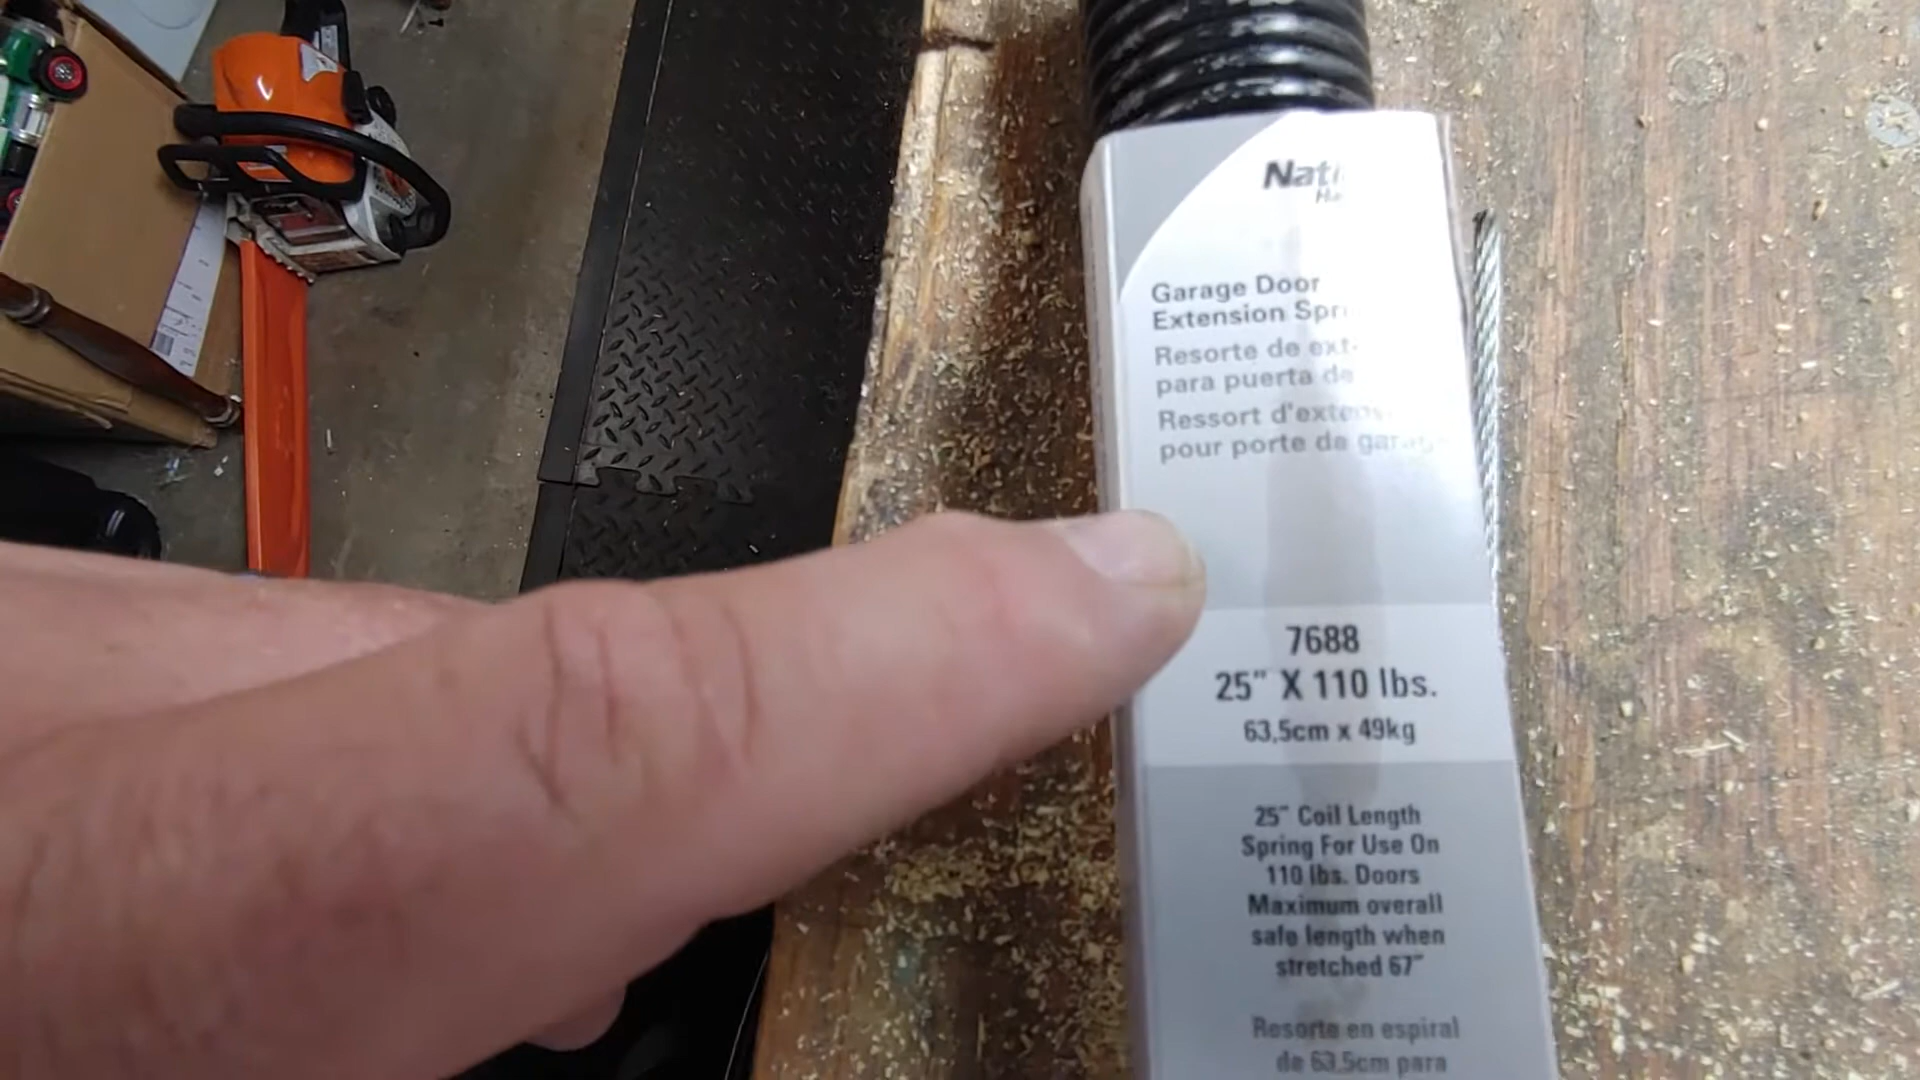 Garage Door
Extension
Resorte de
para puerta de
Ressort
pour porte de garage
7688
25" X 110 lbs.
63,5cm x 49kg
25" Coil Length
Spring For Use On
110 lbs. Doors
Maximum overall
safe length when
stretched 67"
Resorte en espiral
de 63.5cm para